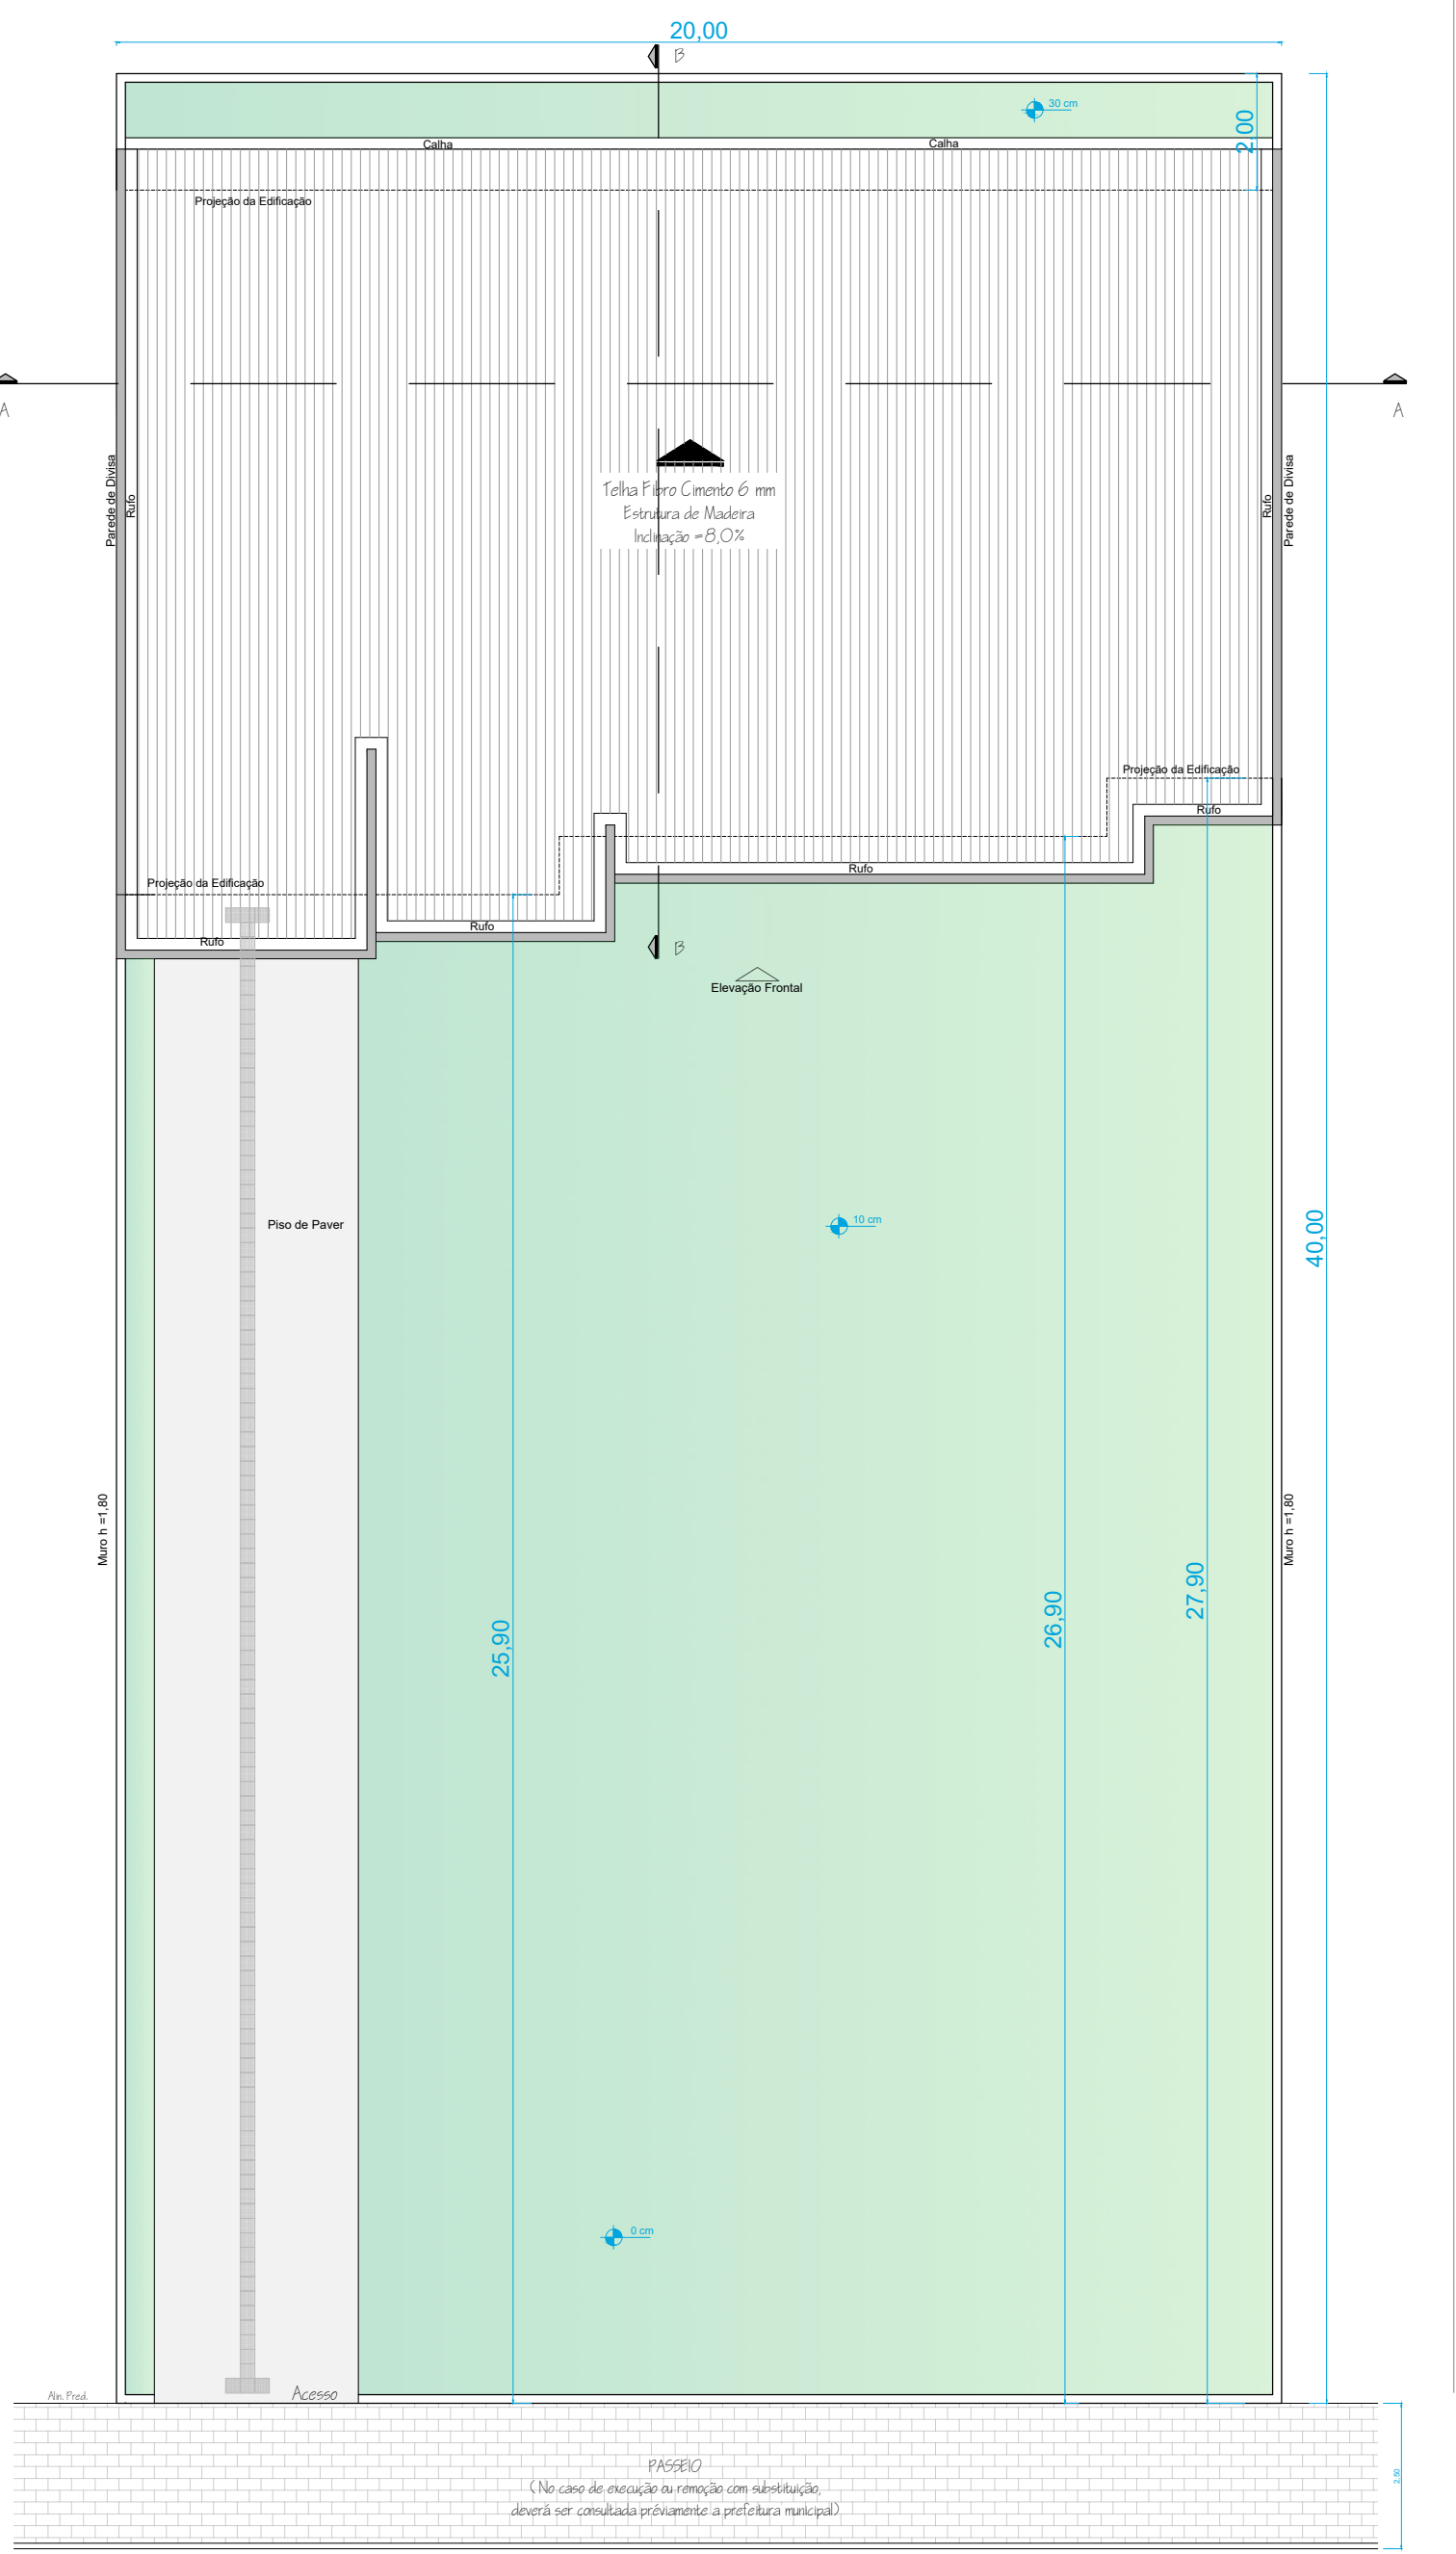 20,00
B
30 cm
2,00
Calha
Calha
Projeção da Edificação
A
A
Parede de Divisa
Rufo
Rufo
Parede de Divisa
Telha Fibro Cimento 6 mm
Estrutura de Madeira
Inclinação =8,0%
Projeção da Edificação
Rufo
Rufo
Projeção da Edificação
Rufo
Rufo
B
Elevação Frontal
10 cm
Piso de Paver
40,00
Muro h =1,80
Muro h =1,80
25,90
26,90
27,90
0 cm
Alin. Pred.
Acesso
PASSEIO
( No caso de execução ou remoção com substituição,
deverá ser consultada préviamente a prefeitura municipal)
2,50